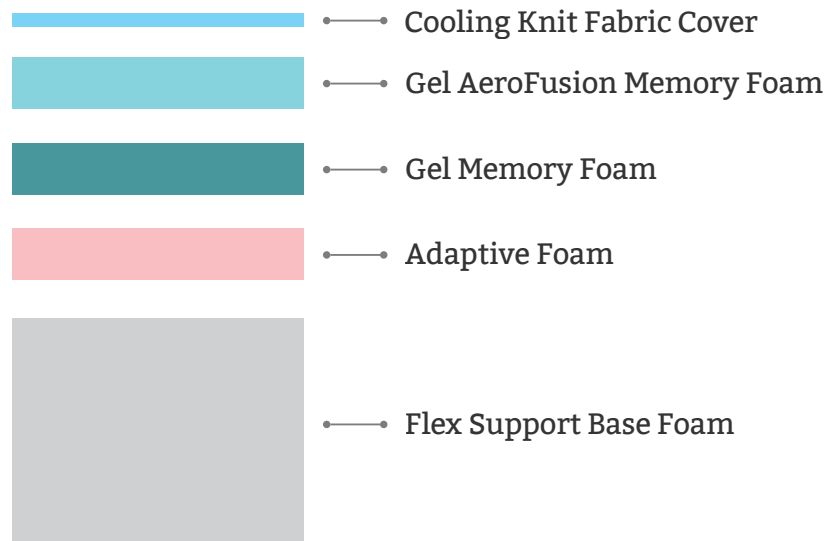 Cooling Knit Fabric Cover
Gel AeroFusion Memory Foam
Gel Memory Foam
Adaptive Foam
Flex Support Base Foam